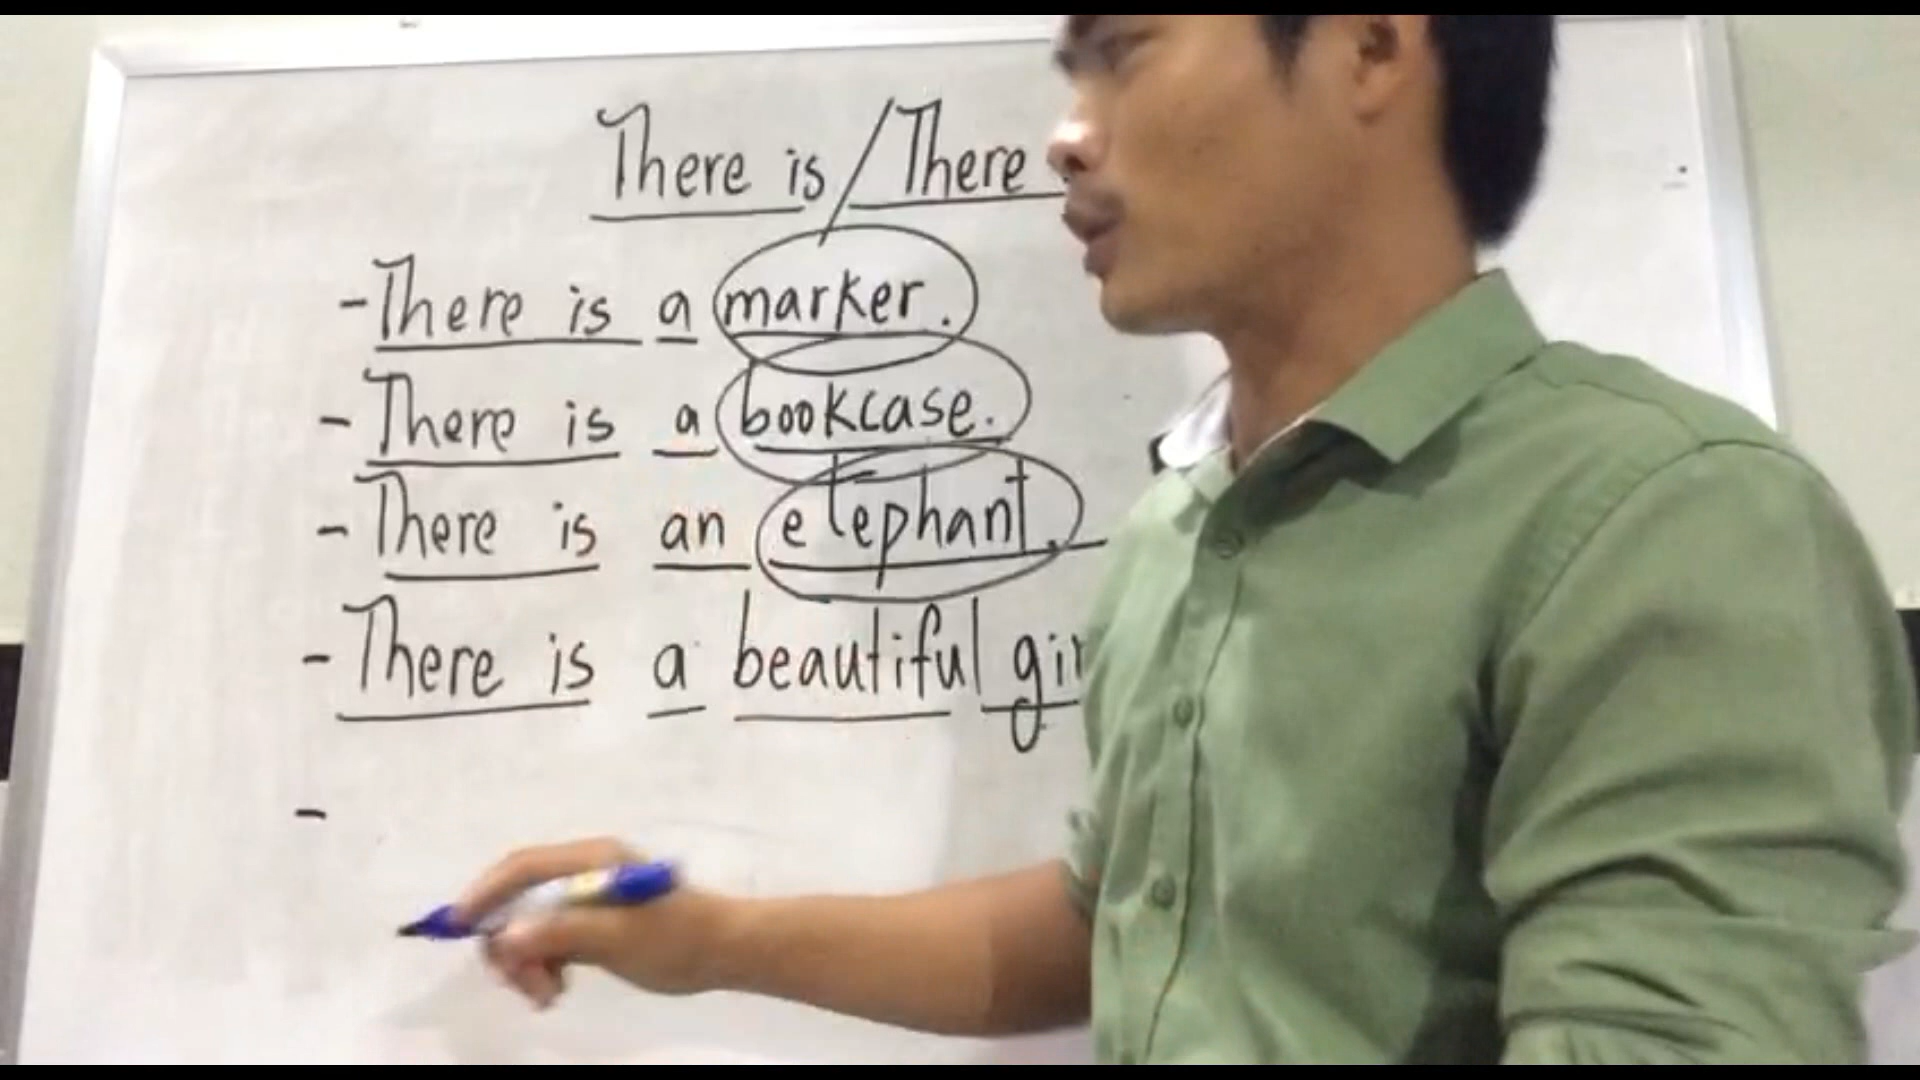 There is / There
- There is a marker.
- There is a bookcase.
- There is an elephant.
- There is a beautiful
-